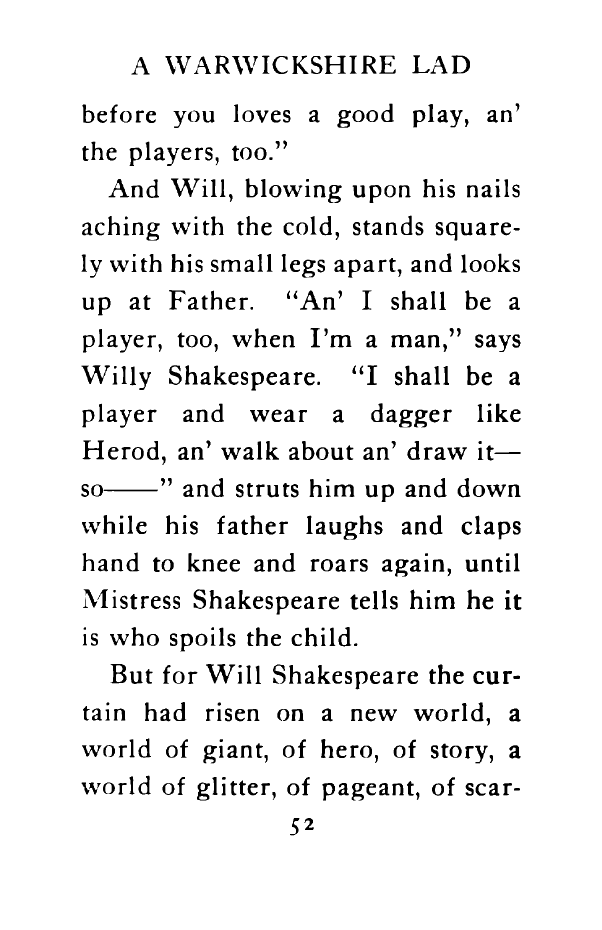 A WARWICKSHIRE LAD
before you loves a good play, an’
the players, too.”
And Will, blowing upon his nails
aching with the cold, stands square-
ly with his small legs apart, and looks
up at Father. “An’ I shall be a
player, too, when I’m a man,” says
Willy Shakespeare. “I shall be a
player and wear a dagger like
Herod, an’ walk about an’ draw it—
so——” and struts him up and down
while his father laughs and claps
hand to knee and roars again, until
Mistress Shakespeare tells him he it
is who spoils the child.
But for Will Shakespeare the cur-
tain had risen on a new world, a
world of giant, of hero, of story, a
world of glitter, of pageant, of scar-
52